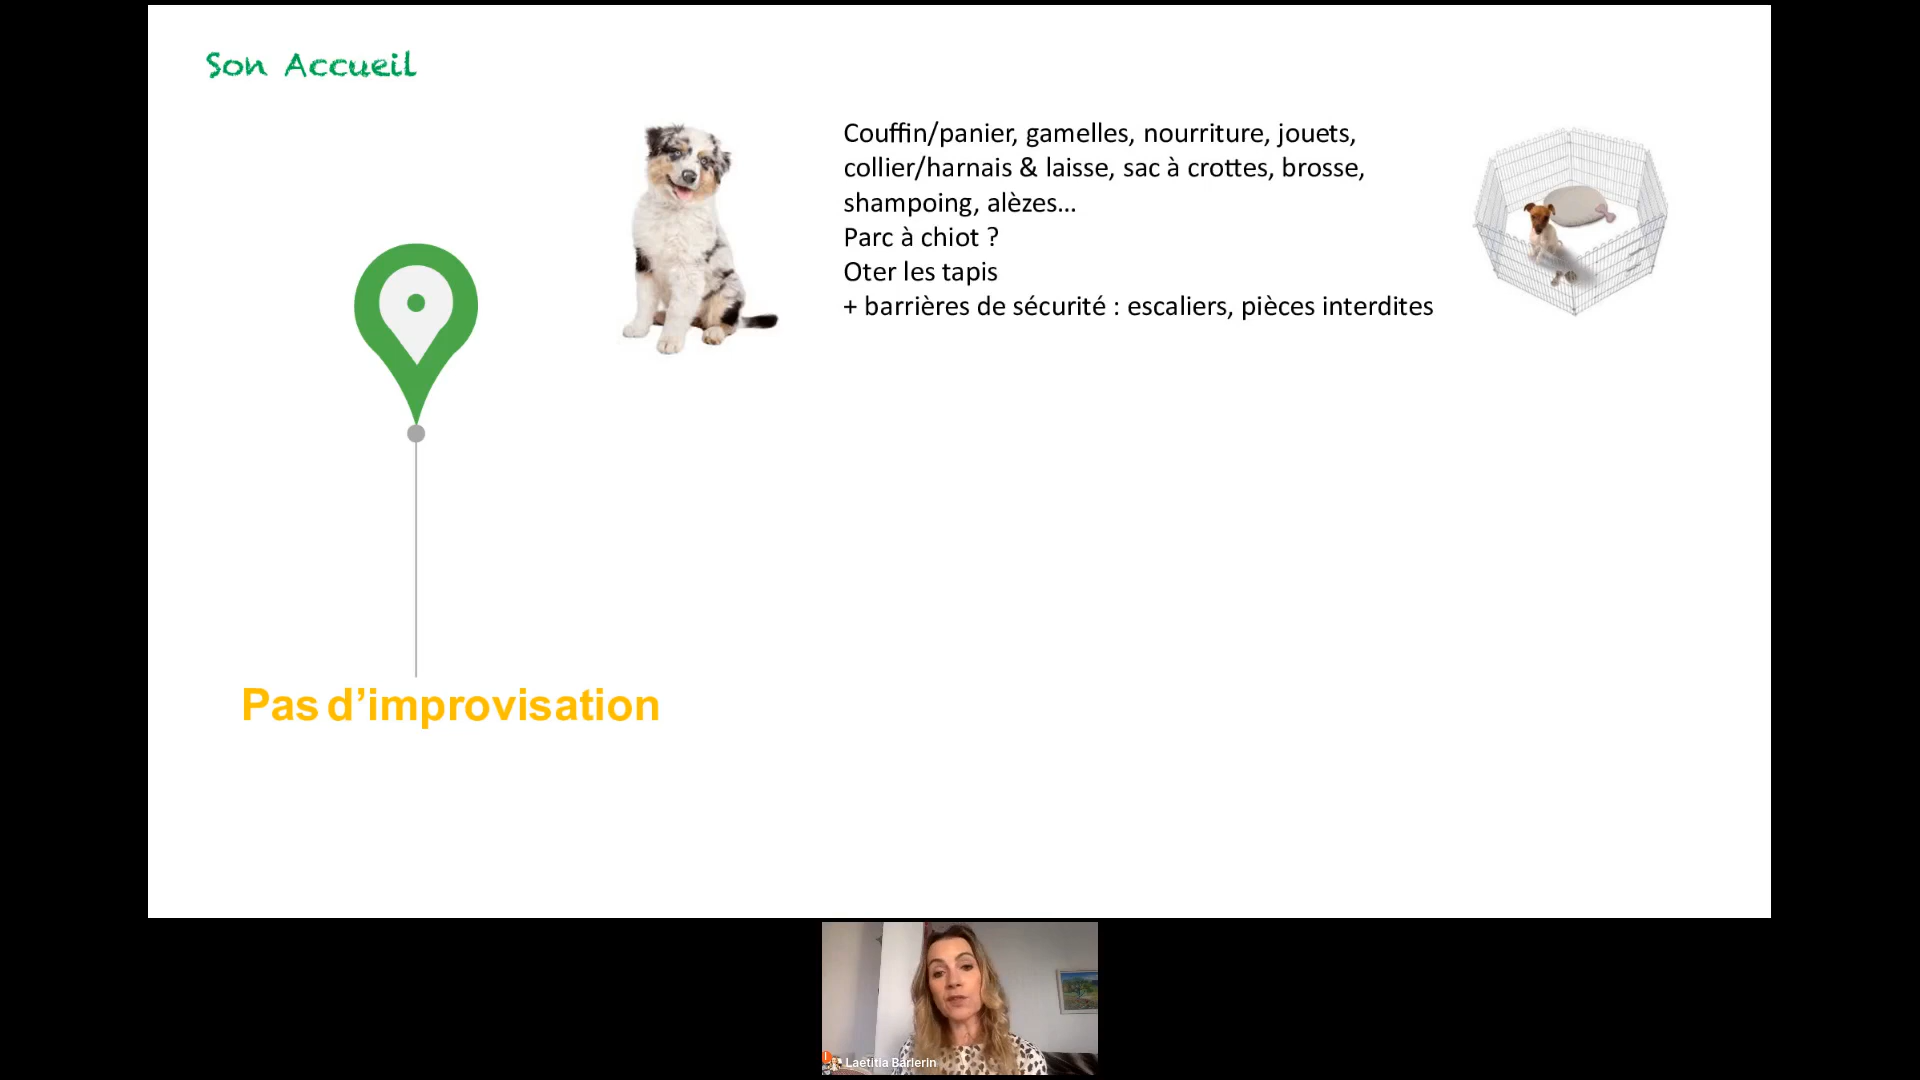 Son Accueil
Couffin/panier, gamelles, nourriture, jouets,
collier/harnais & laisse, sac à crottes, brosse,
shampoing, alèzes...
Parc à chiot ?
Oter les tapis
+ barrières de sécurité : escaliers, pièces interdites
Pas d’improvisation
Laetitia Barlerin